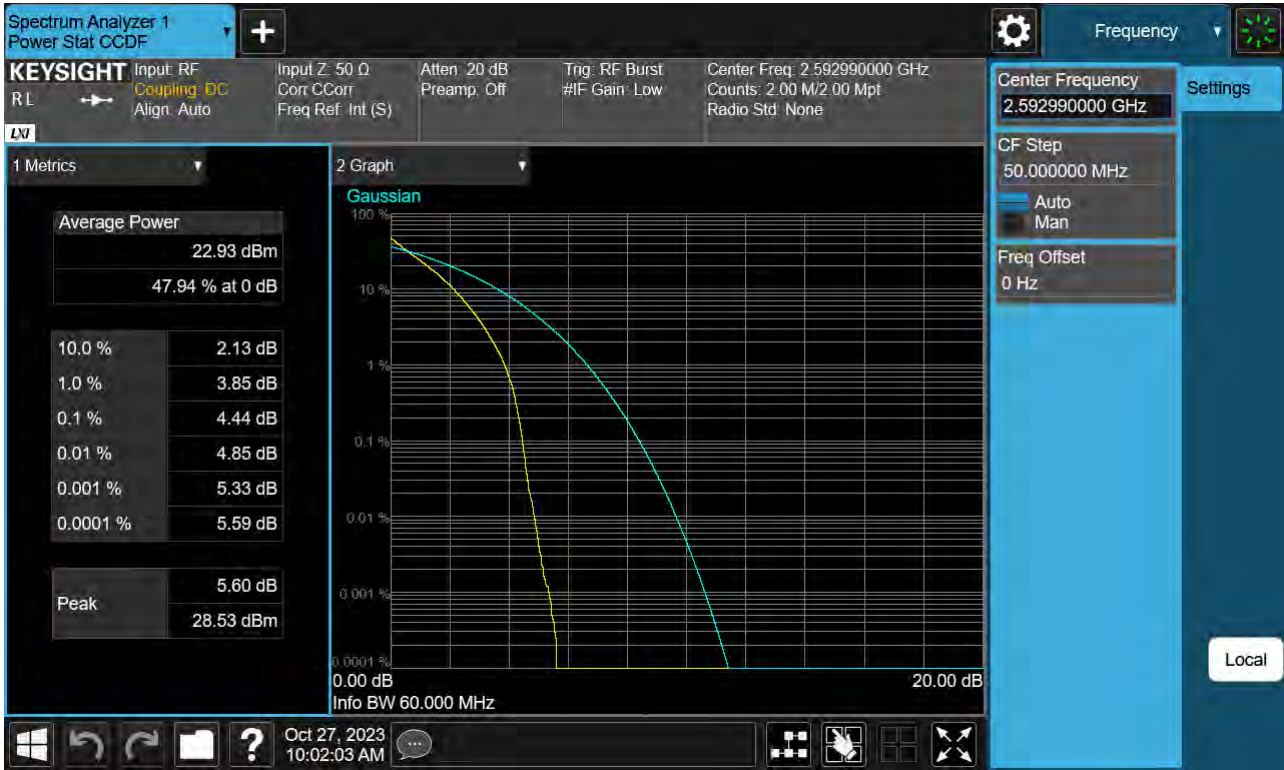 Spectrum Analyzer 1
Power Stat CCDF
Frequency
KEYSIGHT
R L
LXI
Input: RF
Coupling: DC
Align: Auto
Input Z: 50 Ω
Corr CCorr
Freq Ref: Int (S)
Atten: 20 dB
Preamp: Off
Trig: RF Burst
#IF Gain: Low
Center Freq: 2.592990000 GHz
Counts: 2.00 M/2.00 Mpt
Radio Std: None
Center Frequency
2.592990000 GHz
Settings
CF Step
50.000000 MHz
Auto
Man
Freq Offset
0 Hz
Local
1 Metrics
Average Power
22.93 dBm
47.94 % at 0 dB
10.0 % 2.13 dB
1.0 % 3.85 dB
0.1 % 4.44 dB
0.01 % 4.85 dB
0.001 % 5.33 dB
0.0001 % 5.59 dB
Peak
5.60 dB
28.53 dBm
2 Graph
Gaussian
100 %
10 %
1 %
0.1 %
0.01 %
0.001 %
0.0001 %
0.00 dB 20.00 dB
Info BW 60.000 MHz
Oct 27, 2023
10:02:03 AM